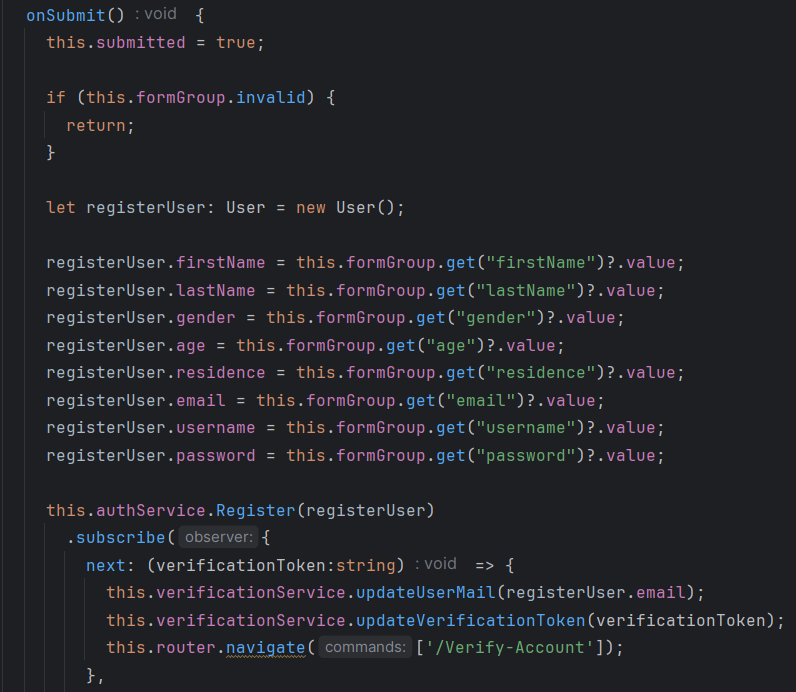 onSubmit() : void {
this.submitted = true;
if (this.formGroup.invalid) {
return;
}
let registerUser: User = new User();
registerUser.firstName = this.formGroup.get("firstName")?.value;
registerUser.lastName = this.formGroup.get("lastName")?.value;
registerUser.gender = this.formGroup.get("gender")?.value;
registerUser.age = this.formGroup.get("age")?.value;
registerUser.residence = this.formGroup.get("residence")?.value;
registerUser.email = this.formGroup.get("email")?.value;
registerUser.username = this.formGroup.get("username")?.value;
registerUser.password = this.formGroup.get("password")?.value;
this.authService.Register(registerUser)
.subscribe( observer: {
next: (verificationToken:string) : void => {
this.verificationService.updateUserMail(registerUser.email);
this.verificationService.updateVerificationToken(verificationToken);
this.router.navigate( commands: ['/Verify-Account']);
},